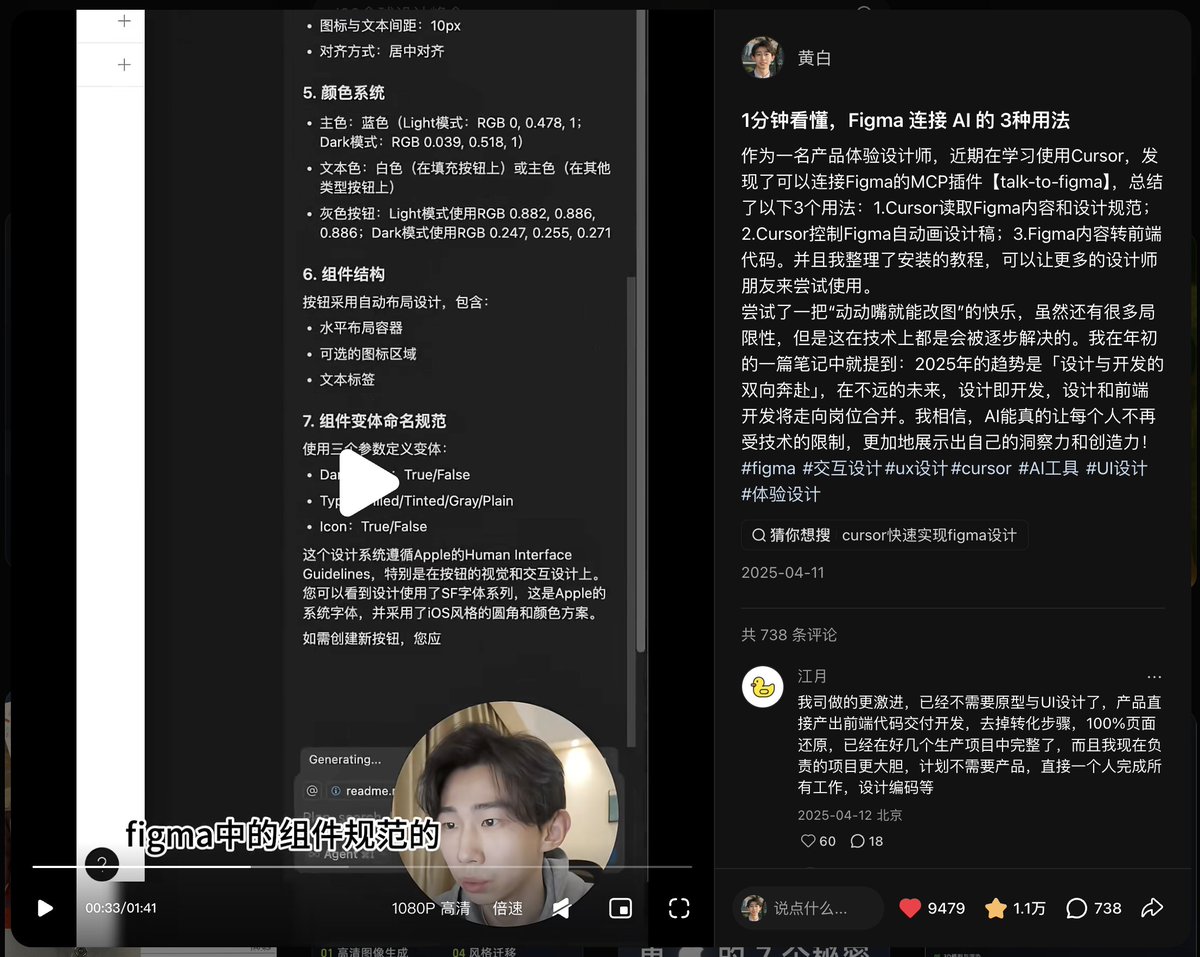 图标与文本间距：10px
对齐方式：居中对齐
5. 颜色系统
主色：蓝色（Light模式：RGB 0, 0.478, 1；
Dark模式：RGB 0.039, 0.518, 1）
文本色：白色（在填充按钮上）或主色（在其他
类型按钮上）
灰色按钮：Light模式使用RGB 0.882, 0.886,
0.886；Dark模式使用RGB 0.247, 0.255, 0.271
6. 组件结构
按钮采用自动布局设计，包含：
水平布局容器
可选的图标区域
文本标签
7. 组件变体命名规范
使用三个参数定义变体：
True/False
/Tinted/Gray/Plain
Icon：True/False
这个设计系统遵循Apple的Human Interface
Guidelines，特别是在按钮的视觉和交互设计上。
您可以看到设计使用了SF字体系列，这是Apple的
系统字体，并采用了iOS风格的圆角和颜色方案。
如需创建新按钮，您应
Generating...
@ readme.
figma中的组件规范的
Agent
00:33/01:41
1080P 高清
倍速
01 高清图像生成
04 风格迁移
黄白
1分钟看懂，Figma 连接 AI 的 3种用法
作为一名产品体验设计师，近期在学习使用Cursor，发
现了可以连接Figma的MCP插件【talk-to-figma】，总结
了以下3个用法：1.Cursor读取Figma内容和设计规范；
2.Cursor控制Figma自动画设计稿；3.Figma内容转前端
代码。并且我整理了安装的教程，可以让更多的设计师
朋友来尝试使用。
尝试了一把“动动嘴就能改图”的快乐，虽然还有很多局
限性，但是这在技术上都是会被逐步解决的。我在年初
的一篇笔记中就提到：2025年的趋势是「设计与开发的
双向奔赴」，在不远的未来，设计即开发，设计和前端
开发将走向岗位合并。我相信，AI能真的让每个人不再
受技术的限制，更加地展示出自己的洞察力和创造力！
#figma #交互设计 #ux设计 #cursor #AI工具 #UI设计
#体验设计
猜你想搜 cursor快速实现figma设计
2025-04-11
共 738 条评论
江月
我司做的更激进，已经不需要原型与UI设计了，产品直
接产出前端代码交付开发，去掉转化步骤，100%页面
还原，已经在好几个生产项目中完整了，而且我现在负
责的项目更大胆，计划不需要产品，直接一个人完成所
有工作，设计编码等
2025-04-12 北京
60 18
说点什么... 9479 1.1万 738